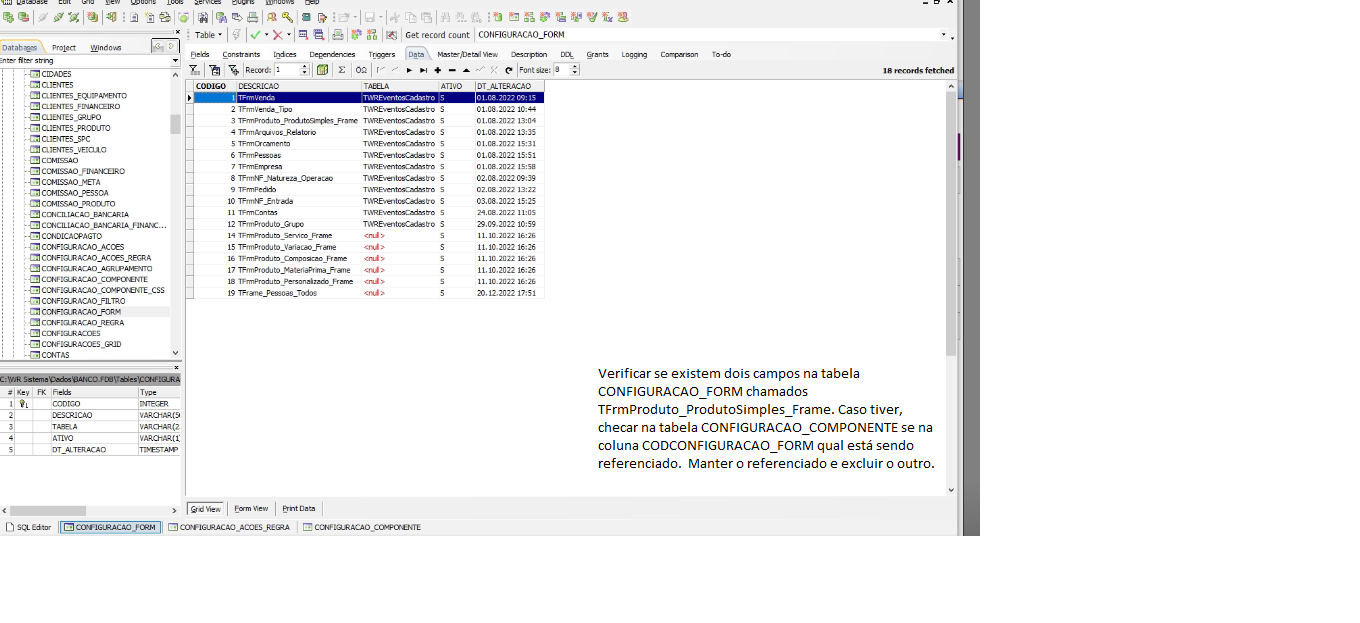 Database Edit Grid View Options Tools Services Plugins Windows Help
Table Get record count CONFIGURACAO_FORM
Databases Project Windows
Enter filter string
CIDADES
CLIENTES
CLIENTES_EQUIPAMENTO
CLIENTES_FINANCEIRO
CLIENTES_GRUPO
CLIENTES_PRODUTO
CLIENTES_SPC
CLIENTES_VEICULO
COMISSAO
COMISSAO_FINANCEIRO
COMISSAO_META
COMISSAO_PESSOA
COMISSAO_PRODUTO
CONCILIACAO_BANCARIA
CONCILIACAO_BANCARIA_FINANC...
CONDICAOPAGTO
CONFIGURACAO_ACOES
CONFIGURACAO_ACOES_REGRA
CONFIGURACAO_AGRUPAMENTO
CONFIGURACAO_COMPONENTE
CONFIGURACAO_COMPONENTE_CSS
CONFIGURACAO_FILTRO
CONFIGURACAO_FORM
CONFIGURACAO_REGRA
CONFIGURACOES
CONFIGURACOES_GRID
CONTAS
C:\WR Sistema\Dados\BANCO.FDB\Tables\CONFIGURA
# Key FK Fields Type
1 1 CODIGO INTEGER
2 DESCRICAO VARCHAR(50
3 TABELA VARCHAR(2
4 ATIVO VARCHAR(1)
5 DT_ALTERACAO TIMESTAMP
Fields Constraints Indices Dependencies Triggers Data Master/Detail View Description DDL Grants Logging Comparison To-do
Record: 1 Σ ΟΩ Font size: 8 18 records fetched
CODIGO DESCRICAO TABELA ATIVO DT_ALTERACAO
1 TFrmVenda TWREventosCadastro S 01.08.2022 09:15
2 TFrmVenda_Tipo TWREventosCadastro S 01.08.2022 10:44
3 TFrmProduto_ProdutoSimples_Frame TWREventosCadastro S 01.08.2022 13:04
4 TFrmArquivos_Relatorio TWREventosCadastro S 01.08.2022 13:35
5 TFrmOrcamento TWREventosCadastro S 01.08.2022 15:31
6 TFrmPessoas TWREventosCadastro S 01.08.2022 15:51
7 TFrmEmpresa TWREventosCadastro S 01.08.2022 15:58
8 TFrmNF_Natureza_Operacao TWREventosCadastro S 02.08.2022 09:39
9 TFrmPedido TWREventosCadastro S 02.08.2022 13:22
10 TFrmNF_Entrada TWREventosCadastro S 03.08.2022 15:25
11 TFrmContas TWREventosCadastro S 24.08.2022 11:05
12 TFrmProduto_Grupo TWREventosCadastro S 29.09.2022 10:59
14 TFrmProduto_Servico_Frame <null> S 11.10.2022 16:26
15 TFrmProduto_Variacao_Frame <null> S 11.10.2022 16:26
16 TFrmProduto_Composicao_Frame <null> S 11.10.2022 16:26
17 TFrmProduto_MateriaPrima_Frame <null> S 11.10.2022 16:26
18 TFrmProduto_Personalizado_Frame <null> S 11.10.2022 16:26
19 TFrame_Pessoas_Todos <null> S 20.12.2022 17:51
Verificar se existem dois campos na tabela
CONFIGURACAO_FORM chamados
TFrmProduto_ProdutoSimples_Frame. Caso tiver,
checar na tabela CONFIGURACAO_COMPONENTE se na
coluna CODCONFIGURACAO_FORM qual está sendo
referenciado. Manter o referenciado e excluir o outro.
Grid View Form View Print Data
SQL Editor CONFIGURACAO_FORM CONFIGURACAO_ACOES_REGRA CONFIGURACAO_COMPONENTE